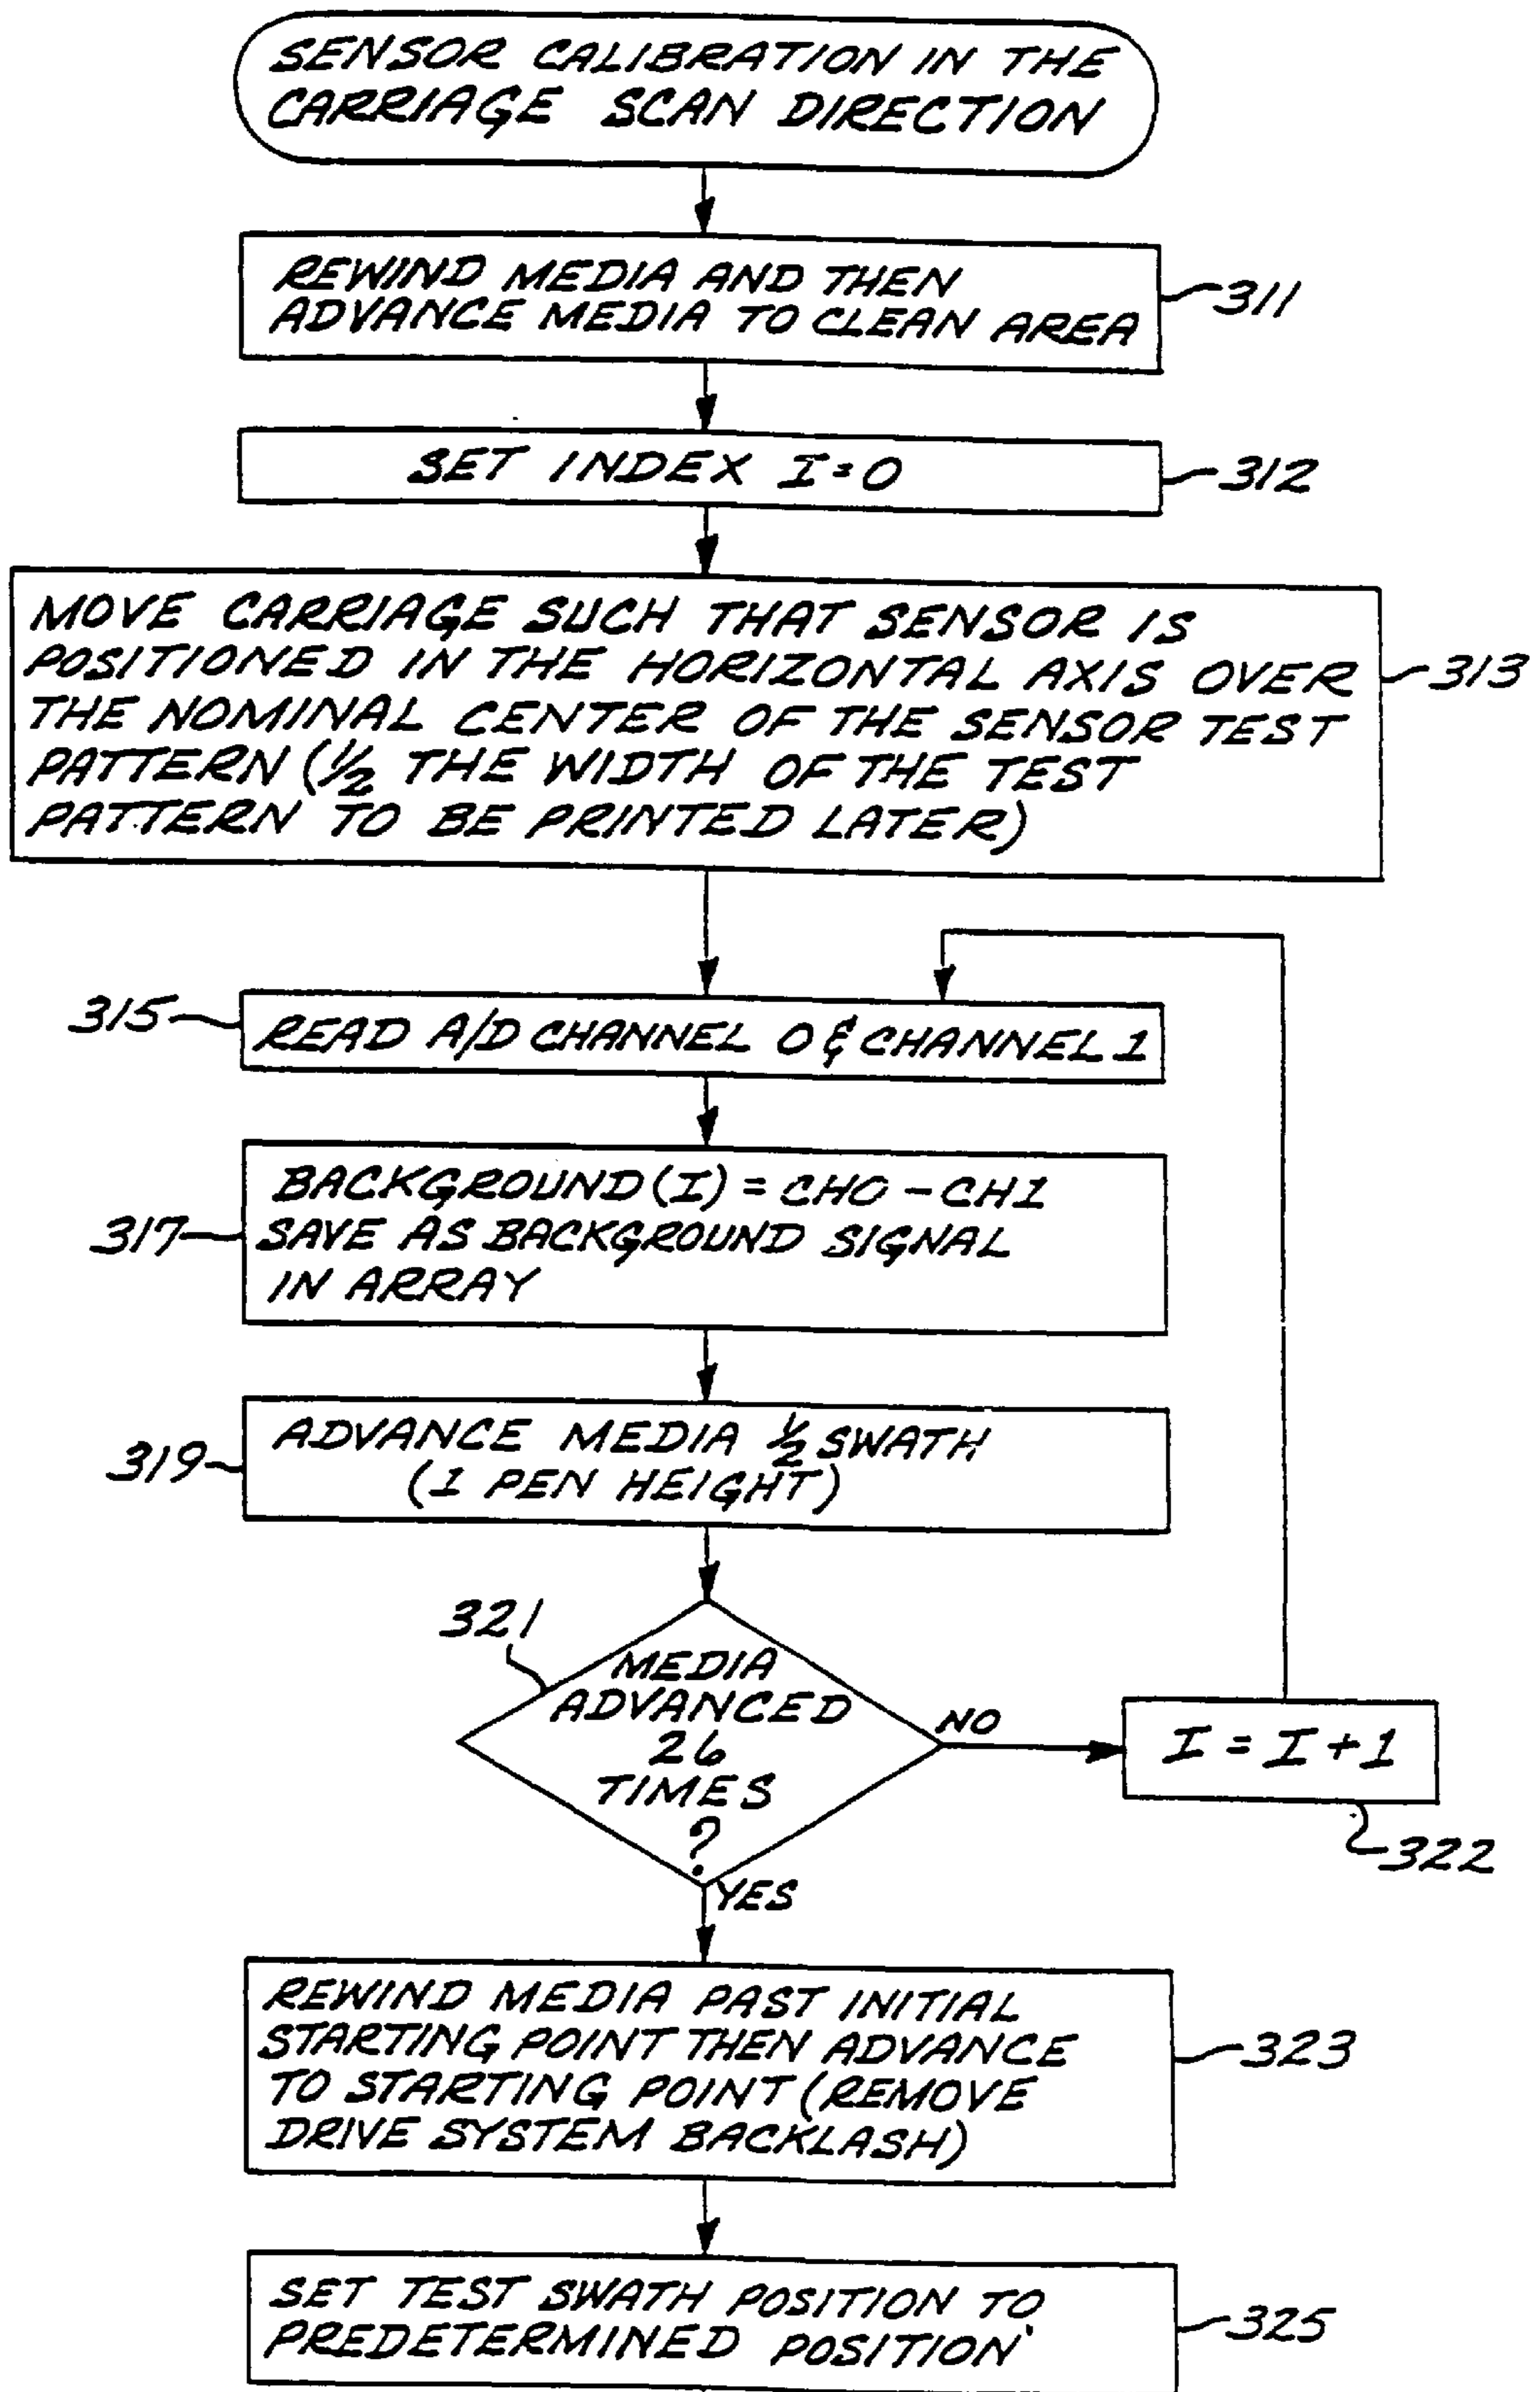 SENSOR CALIBRATION IN THE
CARRIAGE SCAN DIRECTION
REWIND MEDIA AND THEN
ADVANCE MEDIA TO CLEAN AREA
311
SET INDEX I=0
312
MOVE CARRIAGE SUCH THAT SENSOR IS
POSITIONED IN THE HORIZONTAL AXIS OVER
THE NOMINAL CENTER OF THE SENSOR TEST
PATTERN (1/2 THE WIDTH OF THE TEST
PATTERN TO BE PRINTED LATER)
313
315
READ A/D CHANNEL 0 & CHANNEL 1
BACKGROUND(I) = CH0 - CH1
SAVE AS BACKGROUND SIGNAL
IN ARRAY
317
ADVANCE MEDIA 1/2 SWATH
(1 PEN HEIGHT)
319
321
MEDIA
ADVANCED
26
TIMES
?
NO
I = I + 1
322
YES
REWIND MEDIA PAST INITIAL
STARTING POINT THEN ADVANCE
TO STARTING POINT (REMOVE
DRIVE SYSTEM BACKLASH)
323
SET TEST SWATH POSITION TO
PREDETERMINED POSITION
325